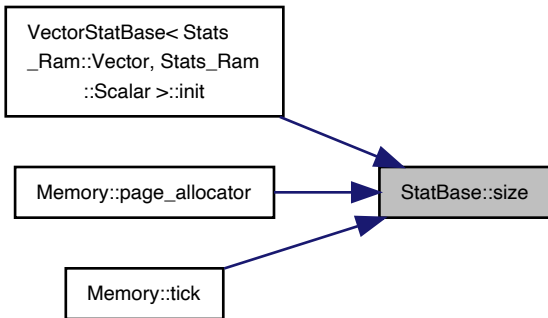 VectorStatBase< Stats
_Ram::Vector, Stats_Ram
::Scalar >::init
Memory::page_allocator
StatBase::size
Memory::tick